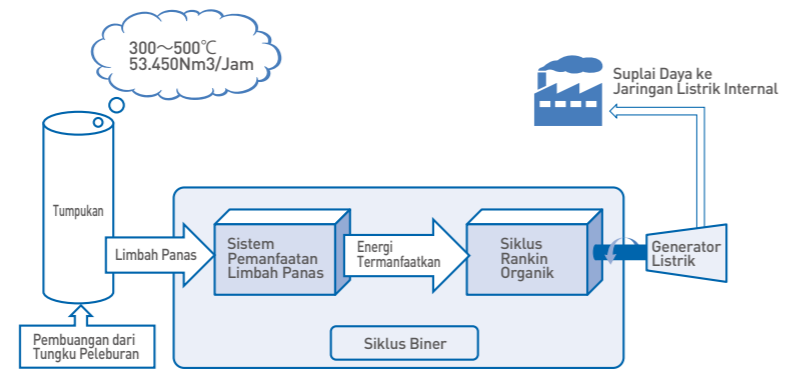 300～500℃
53.450Nm3/Jam
Suplai Daya ke
Jaringan Listrik Internal
Tumpukan
Limbah Panas
Sistem
Pemanfaatan
Limbah Panas
Energi
Termanfaatkan
Siklus
Rankin
Organik
Generator
Listrik
Pembuangan dari
Tungku Peleburan
Siklus Biner